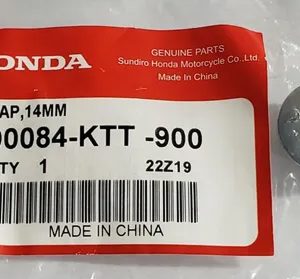 HONDA
GENUINE PARTS
Sundiro Honda Motorcycle Co.,Ltd.
Made in China
AP,14MM
90084-KTT -900
TY 1 22Z19
MADE IN CHINA